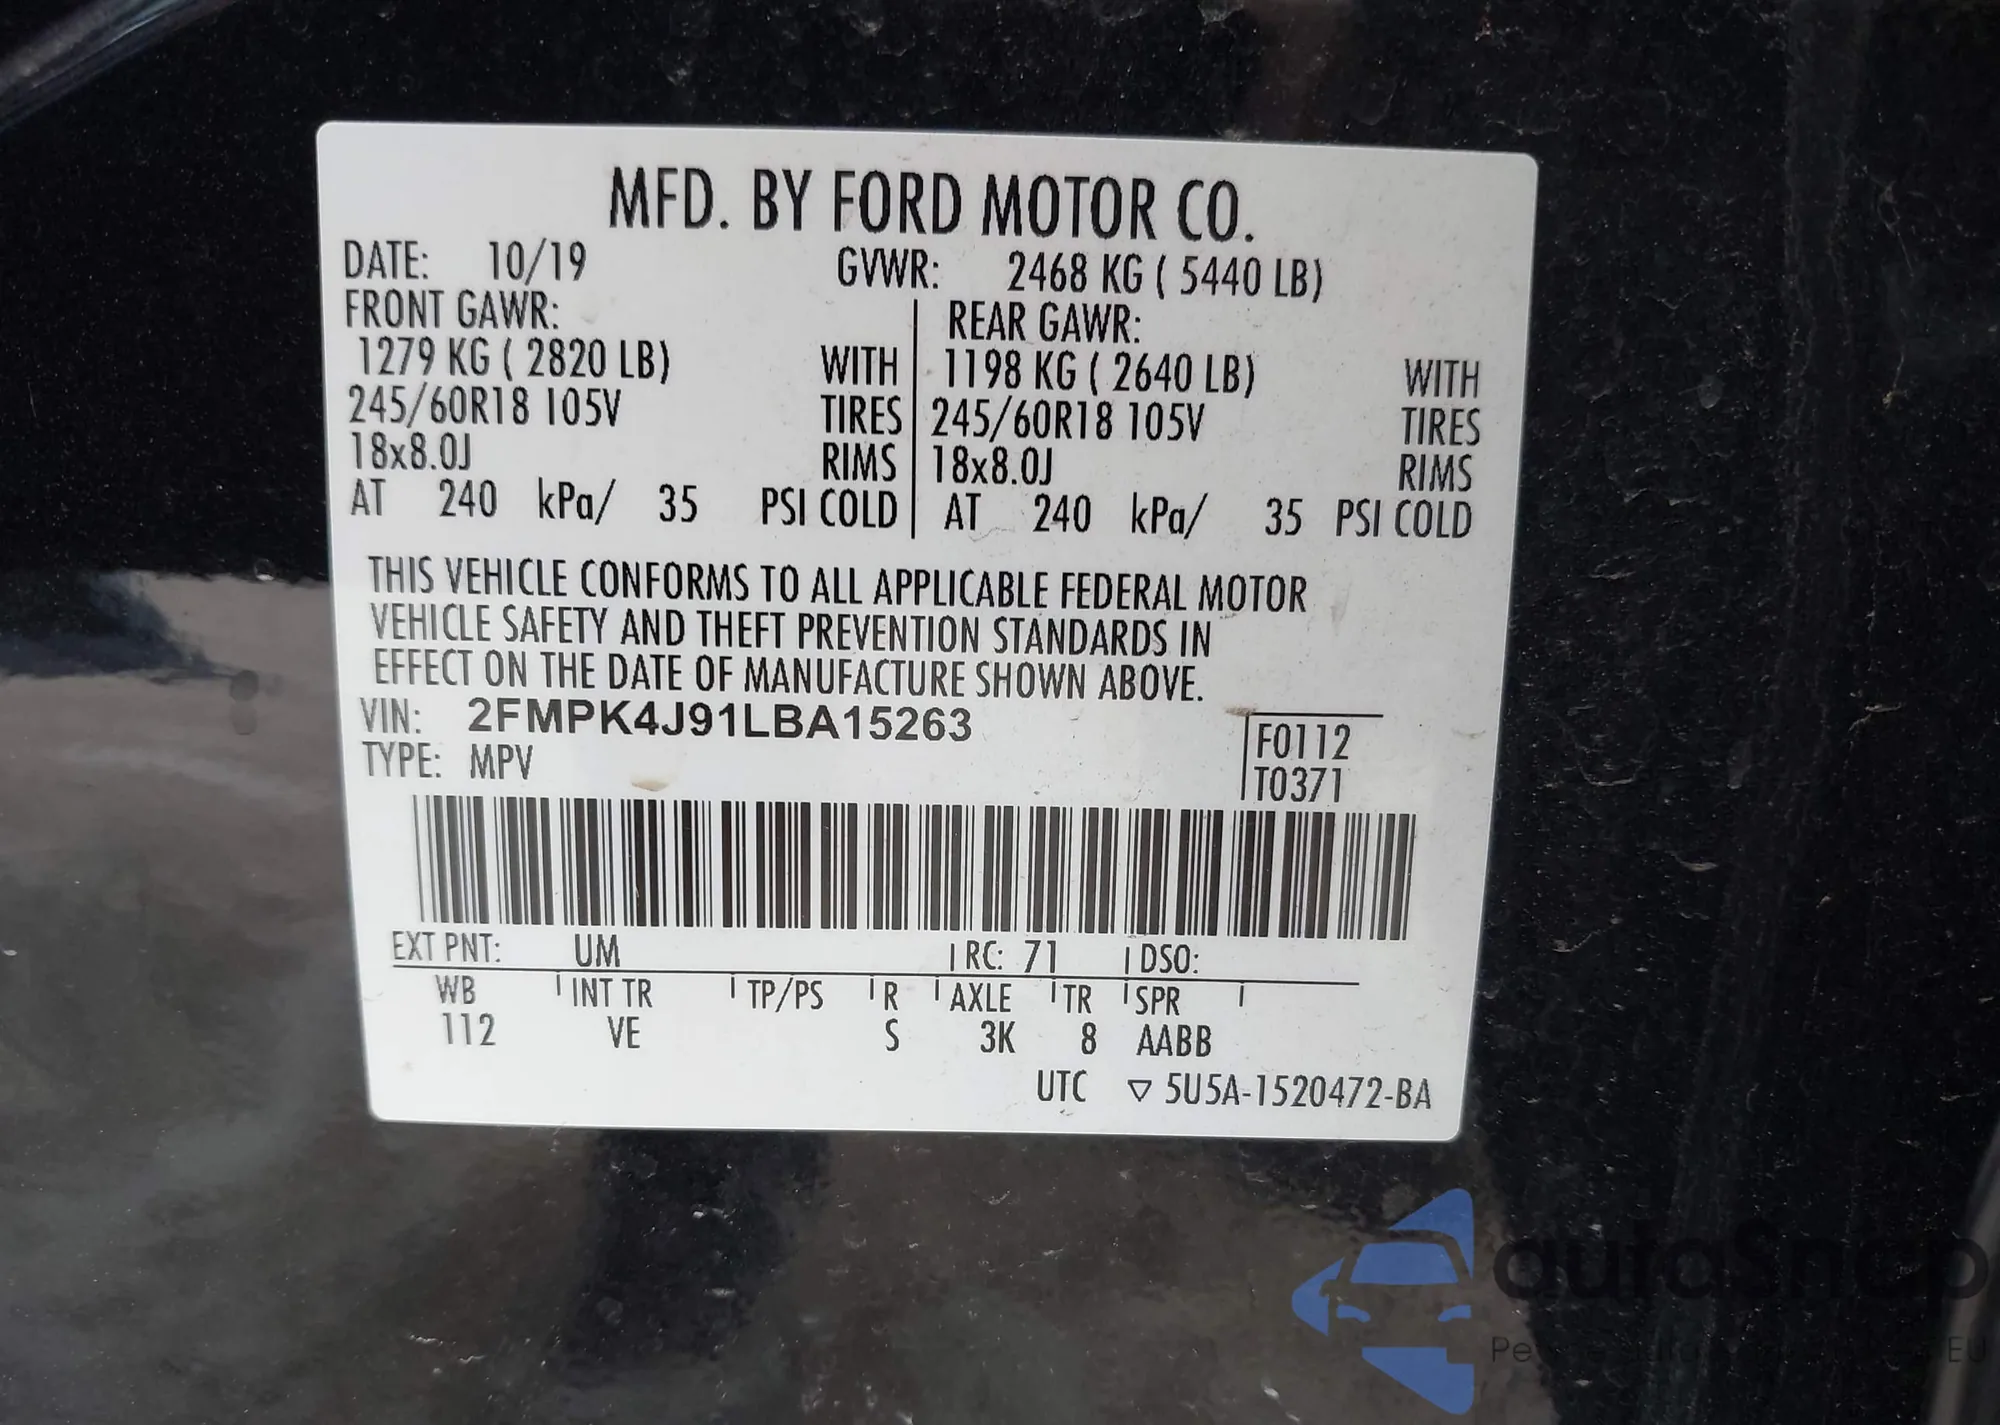 MFD. BY FORD MOTOR CO.
DATE: 10/19 GVWR: 2468 KG ( 5440 LB)
FRONT GAWR: REAR GAWR:
1279 KG ( 2820 LB) WITH 1198 KG ( 2640 LB) WITH
245/60R18 105V TIRES 245/60R18 105V TIRES
18x8.0J RIMS 18x8.0J RIMS
AT 240 kPa/ 35 PSI COLD AT 240 kPa/ 35 PSI COLD
THIS VEHICLE CONFORMS TO ALL APPLICABLE FEDERAL MOTOR
VEHICLE SAFETY AND THEFT PREVENTION STANDARDS IN
EFFECT ON THE DATE OF MANUFACTURE SHOWN ABOVE.
VIN: 2FMPK4J91LBA15263
F0112
TYPE: MPV
T0371
EXT PNT: UM RC: 71 DSO:
WB INT TR TP/PS R AXLE TR SPR
112 VE S 3K 8 AABB
UTC ▽ 5U5A-1520472-BA
autoSnap
EU